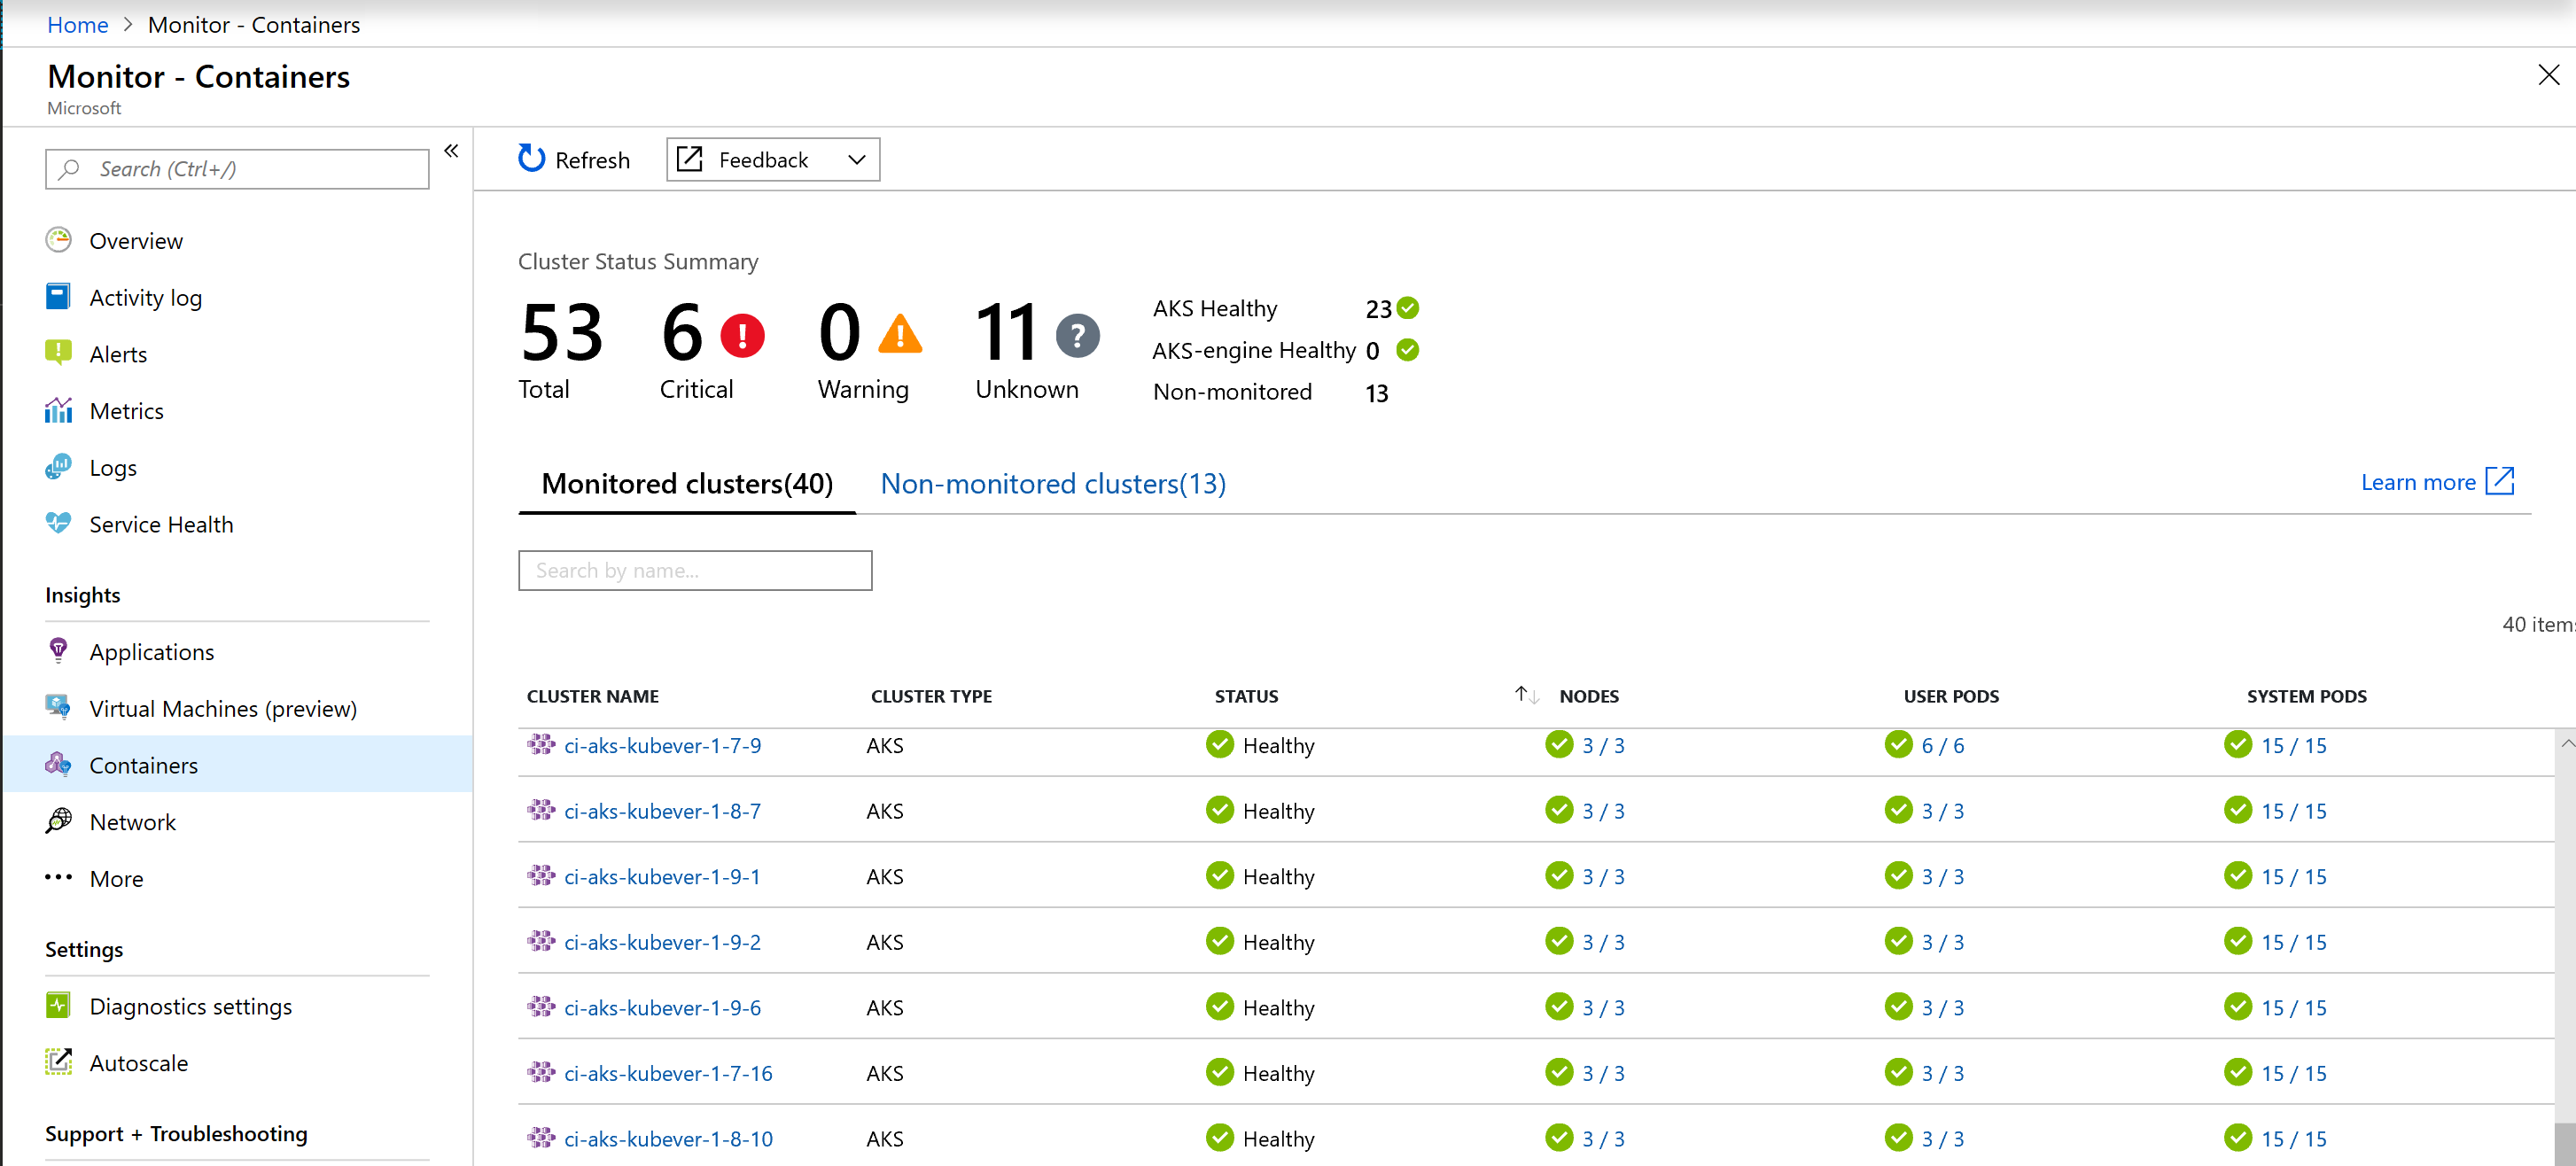 Home > Monitor - Containers
Monitor - Containers
Microsoft
Search (Ctrl+/)
«
Overview
Activity log
Alerts
Metrics
Logs
Service Health
Insights
Applications
Virtual Machines (preview)
Containers
Network
More
Settings
Diagnostics settings
Autoscale
Support + Troubleshooting
Refresh
Feedback
Cluster Status Summary
53 Total
6 Critical
0 Warning
11 Unknown
AKS Healthy 23
AKS-engine Healthy 0
Non-monitored 13
Monitored clusters(40) Non-monitored clusters(13) Learn more
Search by name...
40 items
CLUSTER NAME CLUSTER TYPE STATUS NODES USER PODS SYSTEM PODS
ci-aks-kubever-1-7-9 AKS Healthy 3 / 3 6 / 6 15 / 15
ci-aks-kubever-1-8-7 AKS Healthy 3 / 3 3 / 3 15 / 15
ci-aks-kubever-1-9-1 AKS Healthy 3 / 3 3 / 3 15 / 15
ci-aks-kubever-1-9-2 AKS Healthy 3 / 3 3 / 3 15 / 15
ci-aks-kubever-1-9-6 AKS Healthy 3 / 3 3 / 3 15 / 15
ci-aks-kubever-1-7-16 AKS Healthy 3 / 3 3 / 3 15 / 15
ci-aks-kubever-1-8-10 AKS Healthy 3 / 3 3 / 3 15 / 15